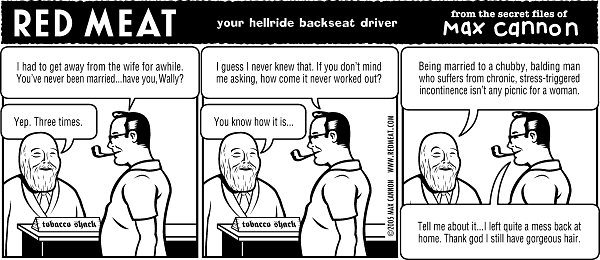 RED MEAT
your hellride backseat driver
from the secret files of
Max cannon
I had to get away from the wife for awhile.
You've never been married...have you, Wally?
Yep. Three times.
tobacco shack
I guess I never knew that. If you don't mind
me asking, how come it never worked out?
You know how it is...
tobacco shack
©2005 MAX CANNON WWW.REDMEAT.COM
Being married to a chubby, balding man
who suffers from chronic, stress-triggered
incontinence isn't any picnic for a woman.
Tell me about it...I left quite a mess back at
home. Thank god I still have gorgeous hair.